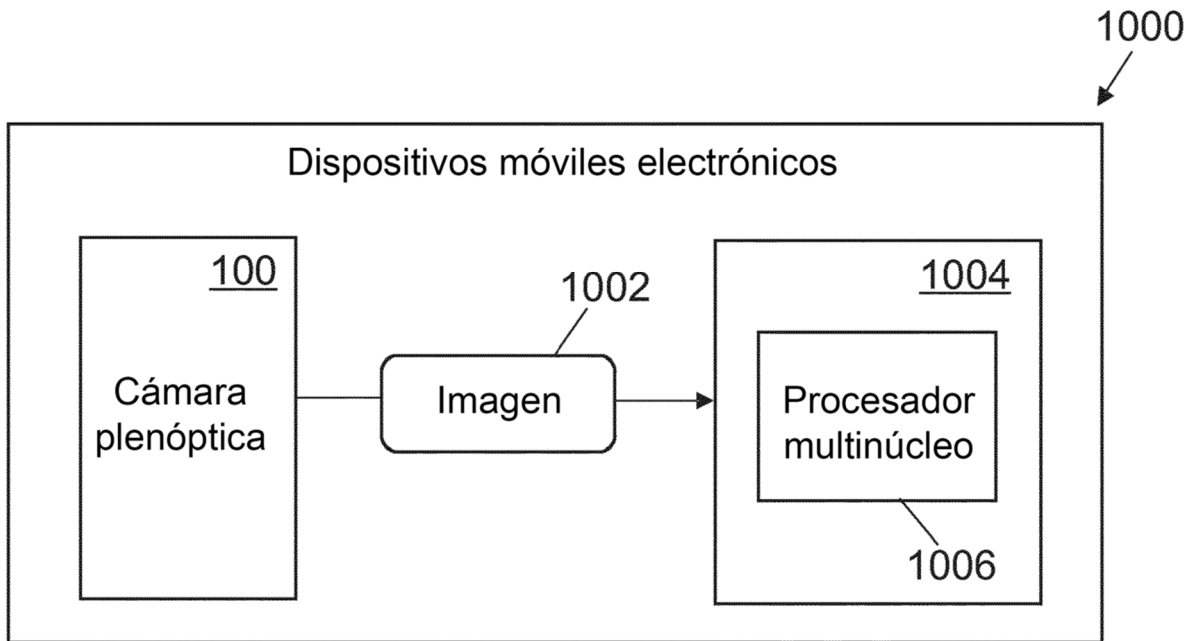 1000
Dispositivos móviles electrónicos
100
Cámara
plenóptica
1002
Imagen
1004
Procesador
multinúcleo
1006